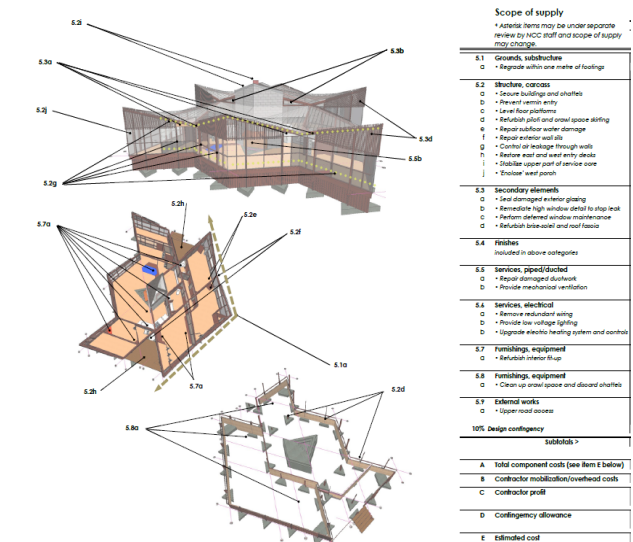 Scope of supply
* Asterisk items may be under separate
review by NCC staff and scope of supply
may change.
5.1 Grounds, substructure
a • Regrade within one metre of footings
5.2 Structure, carcass
a • Secure buildings and chattels
b • Prevent vermin entry
c • Level floor platforms
d • Refurbish piloti and crawl space skirting
e • Repair subfloor water damage
f • Repair exterior wall sills
g • Control air leakage through walls
h • Restore east and west entry decks
i • Stabilize upper part of service core
j • 'Enclose' west porch
5.3 Secondary elements
a • Seal damaged exterior glazing
b • Remediate high window detail to stop leak
c • Perform deferred window maintenance
d • Refurbish brise-soleil and roof fascia
5.4 Finishes
included in above categories
5.5 Services, piped/ducted
a • Repair damaged ductwork
b • Provide mechanical ventilation
5.6 Services, electrical
a • Remove redundant wiring
b • Provide low voltage lighting
b • Upgrade electric heating system and controls
5.7 Furnishings, equipment
a • Refurbish interior fit-up
5.8 Furnishings, equipment
a • Clean up crawl space and discard chattels
5.9 External works
a • Upper road access
10% Design contingency
Subtotals >
A Total component costs (see item E below)
B Contractor mobilization/overhead costs
C Contractor profit
D Contingency allowance
E Estimated cost
5.2i
5.3b
5.3a
5.2j
5.3d
5.5b
5.2g
5.2h
5.2e
5.7a
5.2f
5.1a
5.2h
5.7a
5.2d
5.8a